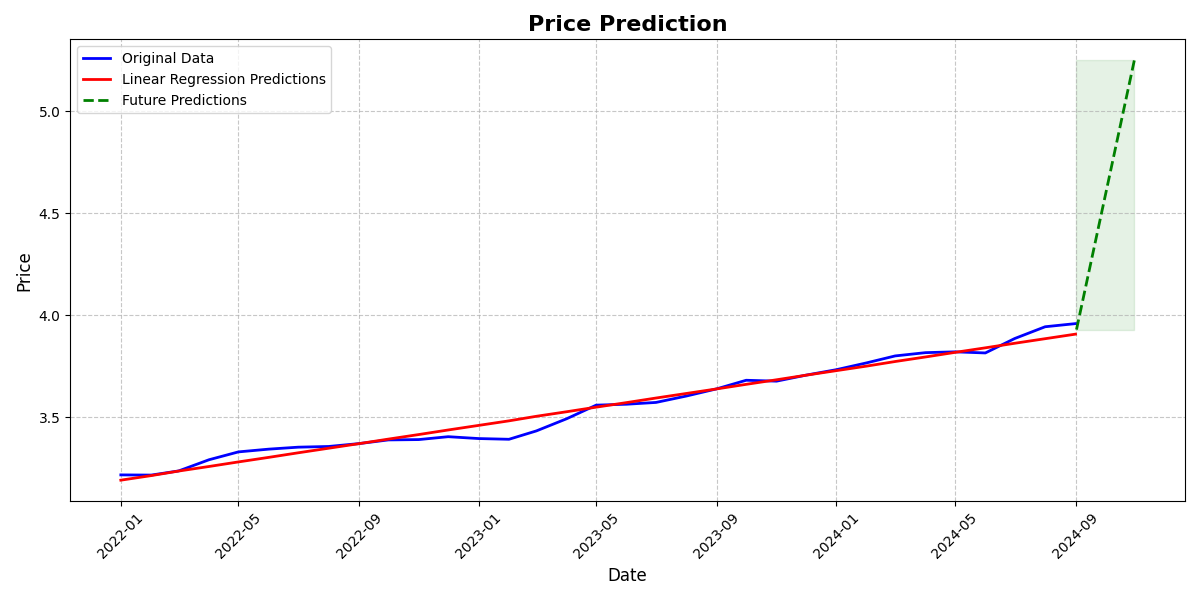 Price Prediction
Original Data
Linear Regression Predictions
Future Predictions
Price
5.0
4.5
4.0
3.5
2022-01
2022-05
2022-09
2023-01
2023-05
2023-09
2024-01
2024-05
2024-09
Date